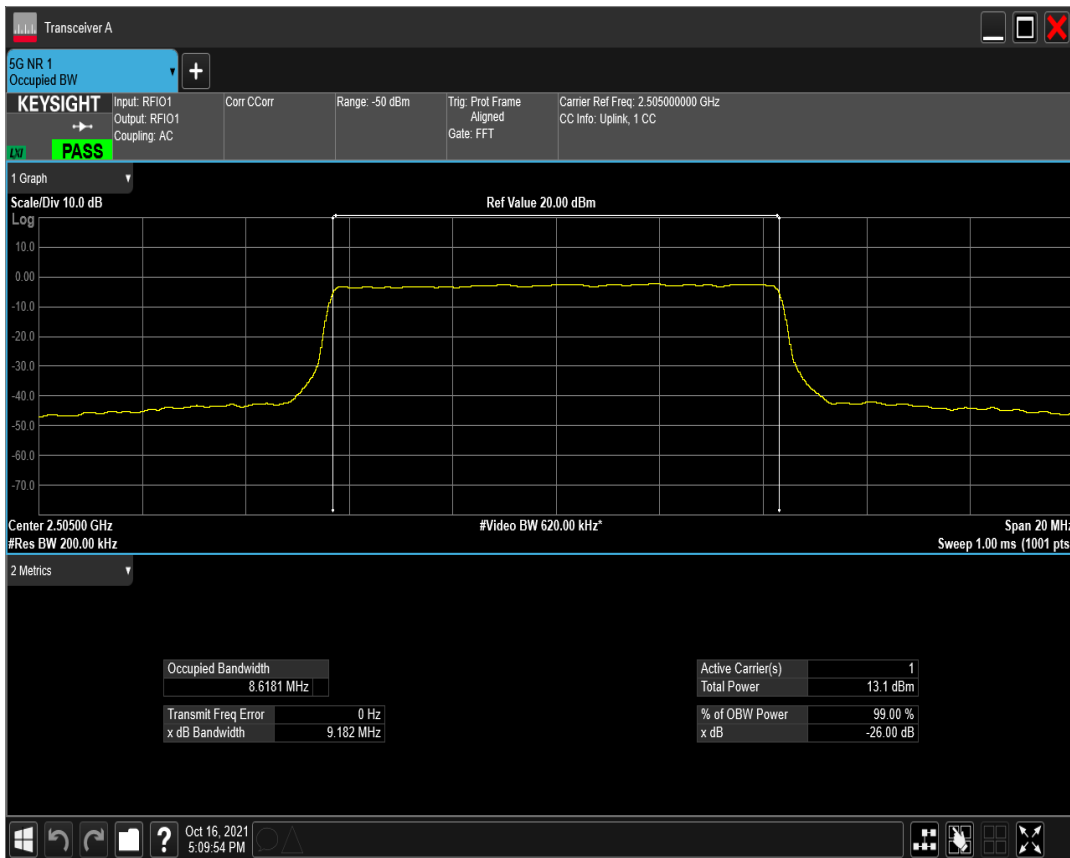 Transceiver A
5G NR 1
Occupied BW
KEYSIGHT
LXI
PASS
Input: RFIO1
Output: RFIO1
Coupling: AC
Corr CCorr
Range: -50 dBm
Trig: Prot Frame
Aligned
Gate: FFT
Carrier Ref Freq: 2.505000000 GHz
CC Info: Uplink, 1 CC
1 Graph
Scale/Div 10.0 dB
Ref Value 20.00 dBm
Log
10.0
0.00
-10.0
-20.0
-30.0
-40.0
-50.0
-60.0
-70.0
Center 2.50500 GHz
#Video BW 620.00 kHz*
Span 20 MHz
#Res BW 200.00 kHz
Sweep 1.00 ms (1001 pts
2 Metrics
Occupied Bandwidth
8.6181 MHz
Transmit Freq Error 0 Hz
x dB Bandwidth 9.182 MHz
Active Carrier(s) 1
Total Power 13.1 dBm
% of OBW Power 99.00 %
x dB -26.00 dB
?
Oct 16, 2021
5:09:54 PM